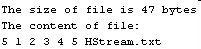 The size of file is 47 bytes
The content of file:
5 1 2 3 4 5 HStream.txt